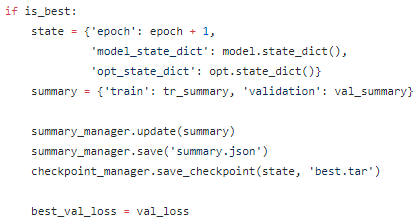 if is_best:
    state = {'epoch': epoch + 1,
             'model_state_dict': model.state_dict(),
             'opt_state_dict': opt.state_dict()}
    summary = {'train': tr_summary, 'validation': val_summary}

    summary_manager.update(summary)
    summary_manager.save('summary.json')
    checkpoint_manager.save_checkpoint(state, 'best.tar')

    best_val_loss = val_loss